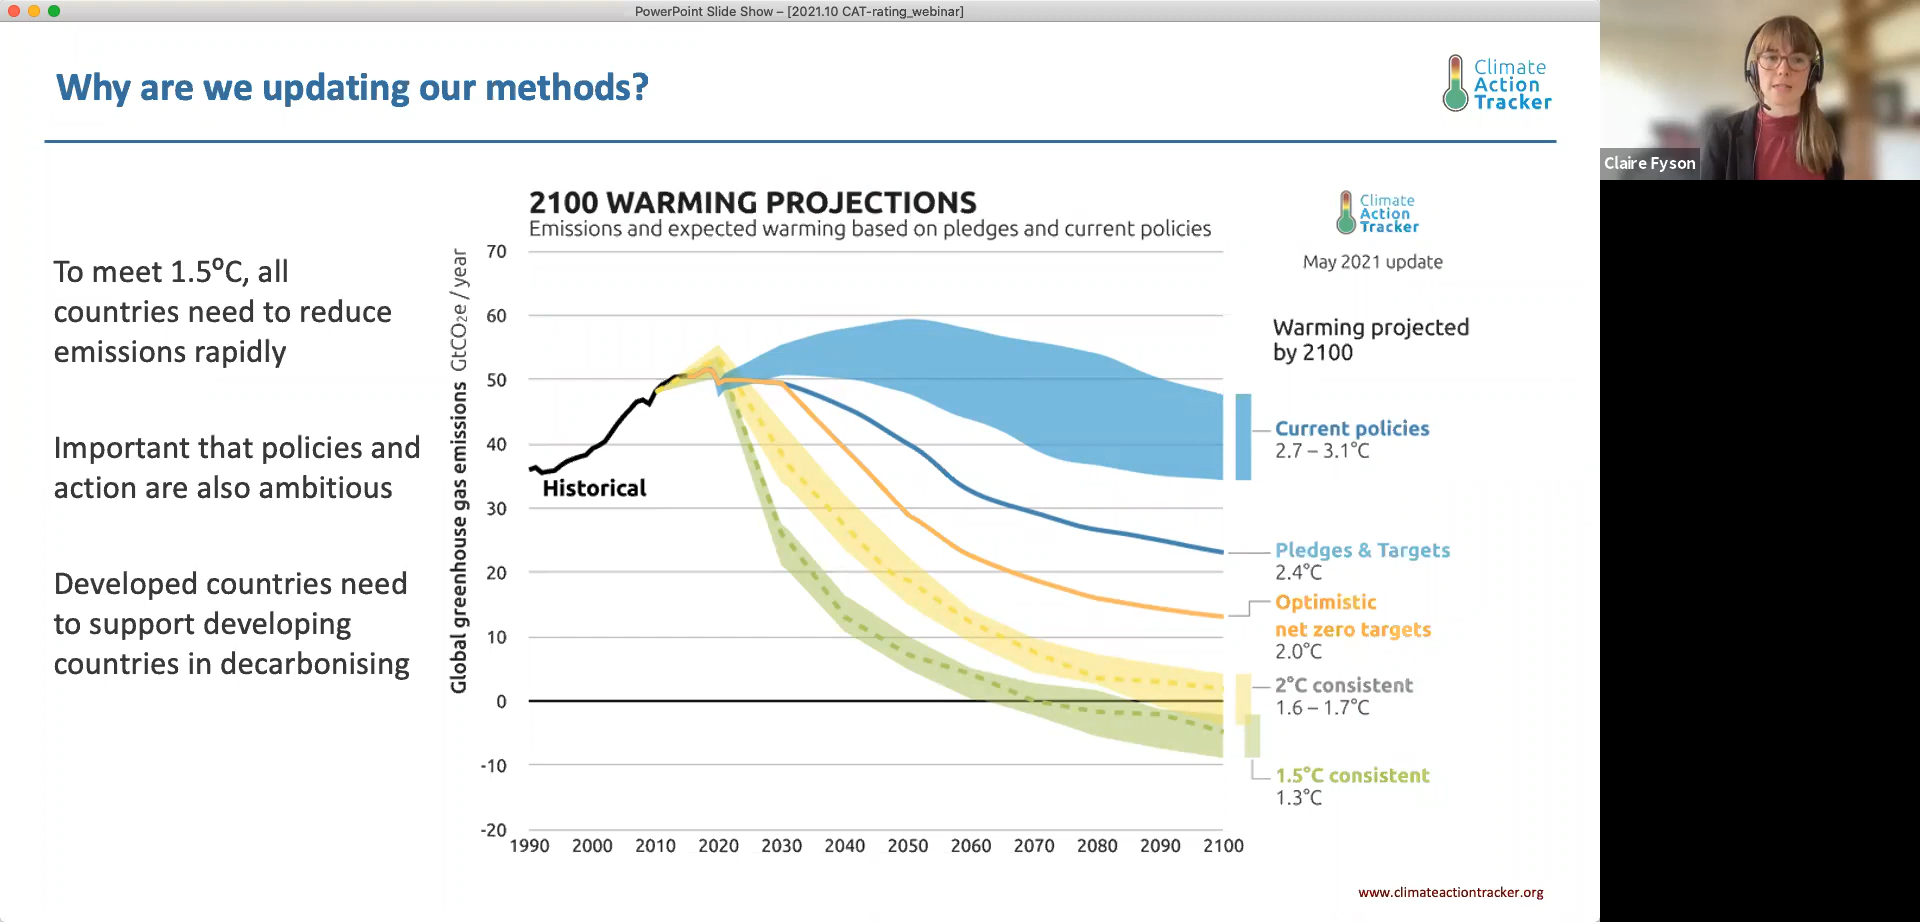 PowerPoint Slide Show – [2021.10 CAT-rating_webinar]
Why are we updating our methods?
Climate
Action
Tracker
Claire Fyson
To meet 1.5°C, all
countries need to reduce
emissions rapidly
Important that policies and
action are also ambitious
Developed countries need
to support developing
countries in decarbonising
2100 WARMING PROJECTIONS
Emissions and expected warming based on pledges and current policies
Climate
Action
Tracker
May 2021 update
Global greenhouse gas emissions GtCO2e / year
70
60
50
40
30
20
10
0
-10
-20
1990 2000 2010 2020 2030 2040 2050 2060 2070 2080 2090 2100
Historical
Warming projected
by 2100
Current policies
2.7 – 3.1°C
Pledges & Targets
2.4°C
Optimistic
net zero targets
2.0°C
2°C consistent
1.6 – 1.7°C
1.5°C consistent
1.3°C
www.climateactiontracker.org